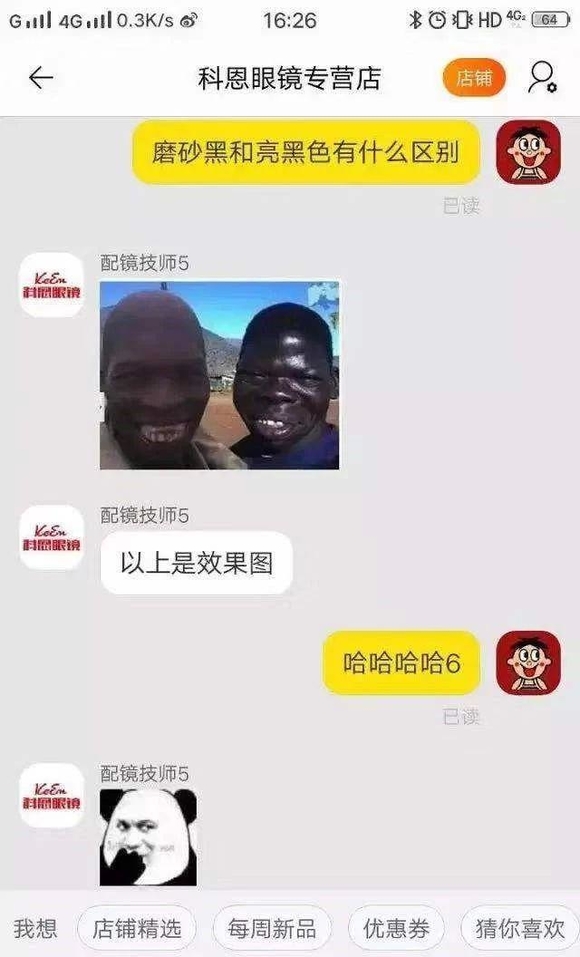 G 4G 0.3K/s 16:26 HD 4G 64
科恩眼镜专营店 店铺
磨砂黑和亮黑色有什么区别
已读
配镜技师5
KeEn
科恩眼镜
配镜技师5
KeEn
科恩眼镜
以上是效果图
哈哈哈哈6
已读
配镜技师5
KeEn
科恩眼镜
我想 店铺精选 每周新品 优惠券 猜你喜欢